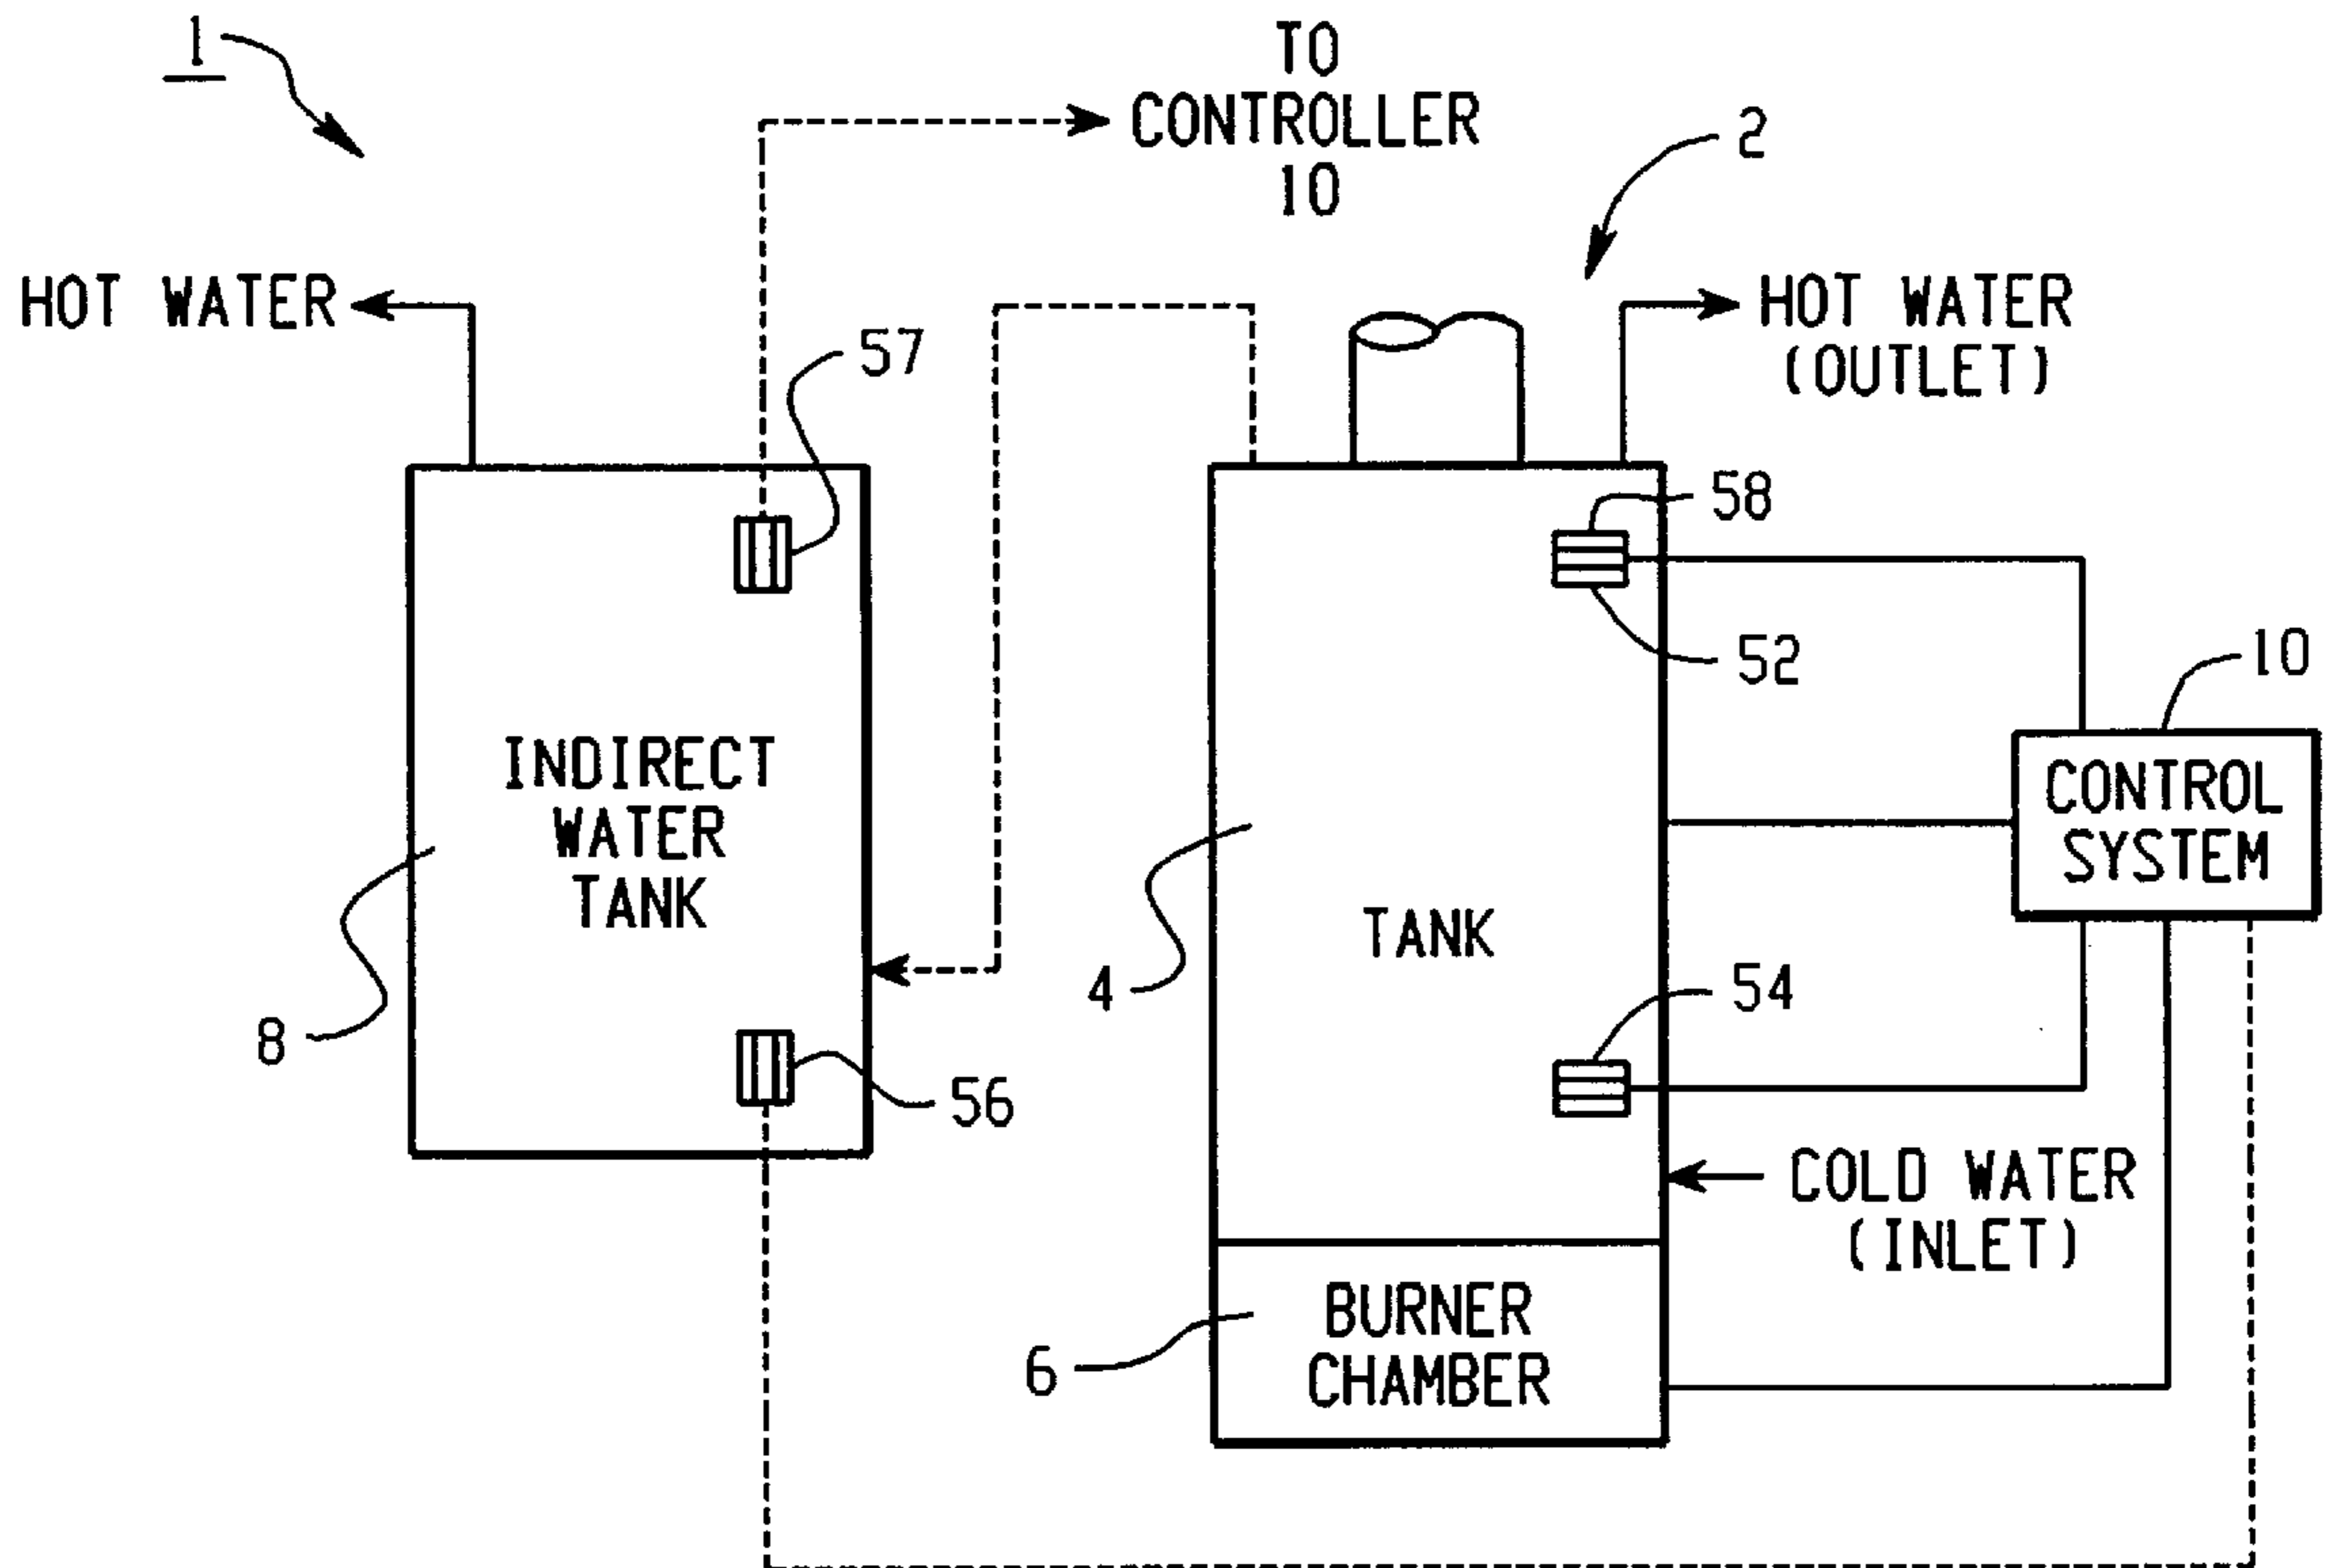 1
TO
CONTROLLER
10
2
HOT WATER
HOT WATER
(OUTLET)
57
58
52
10
INDIRECT
WATER
TANK
CONTROL
SYSTEM
TANK
4
54
8
56
COLD WATER
(INLET)
6
BURNER
CHAMBER